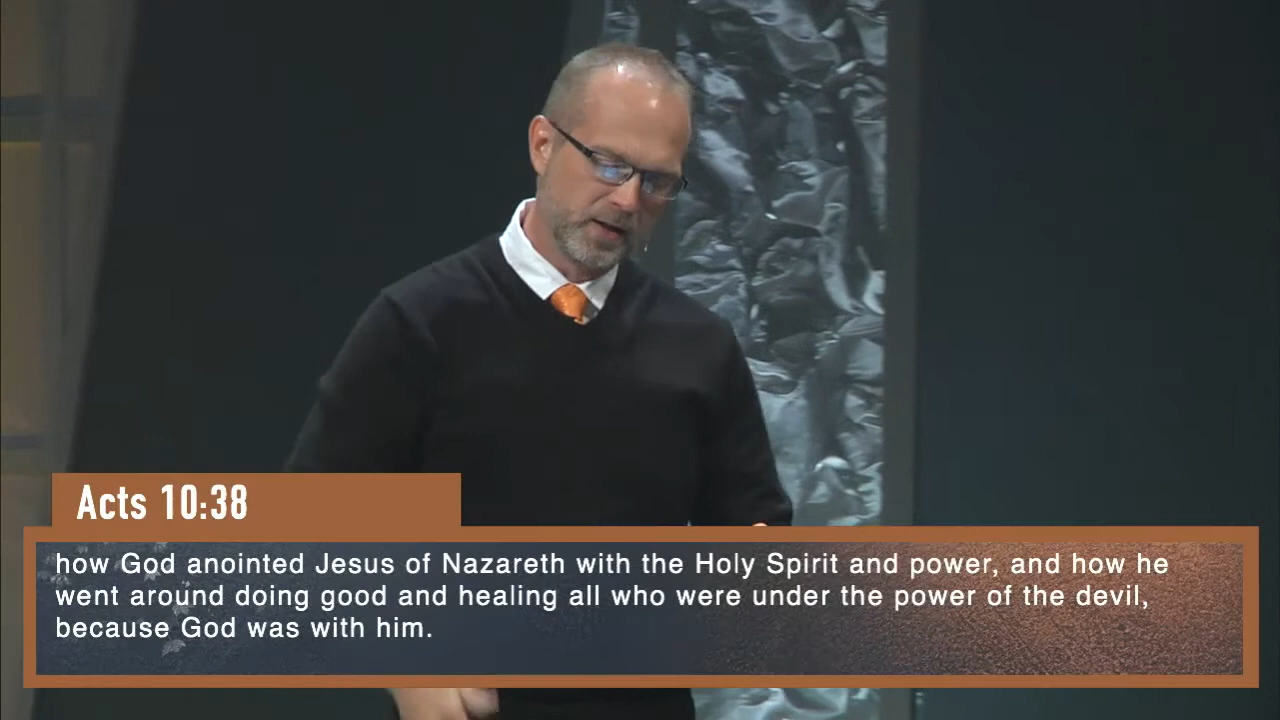 Acts 10:38
how God anointed Jesus of Nazareth with the Holy Spirit and power, and how he
went around doing good and healing all who were under the power of the devil,
because God was with him.